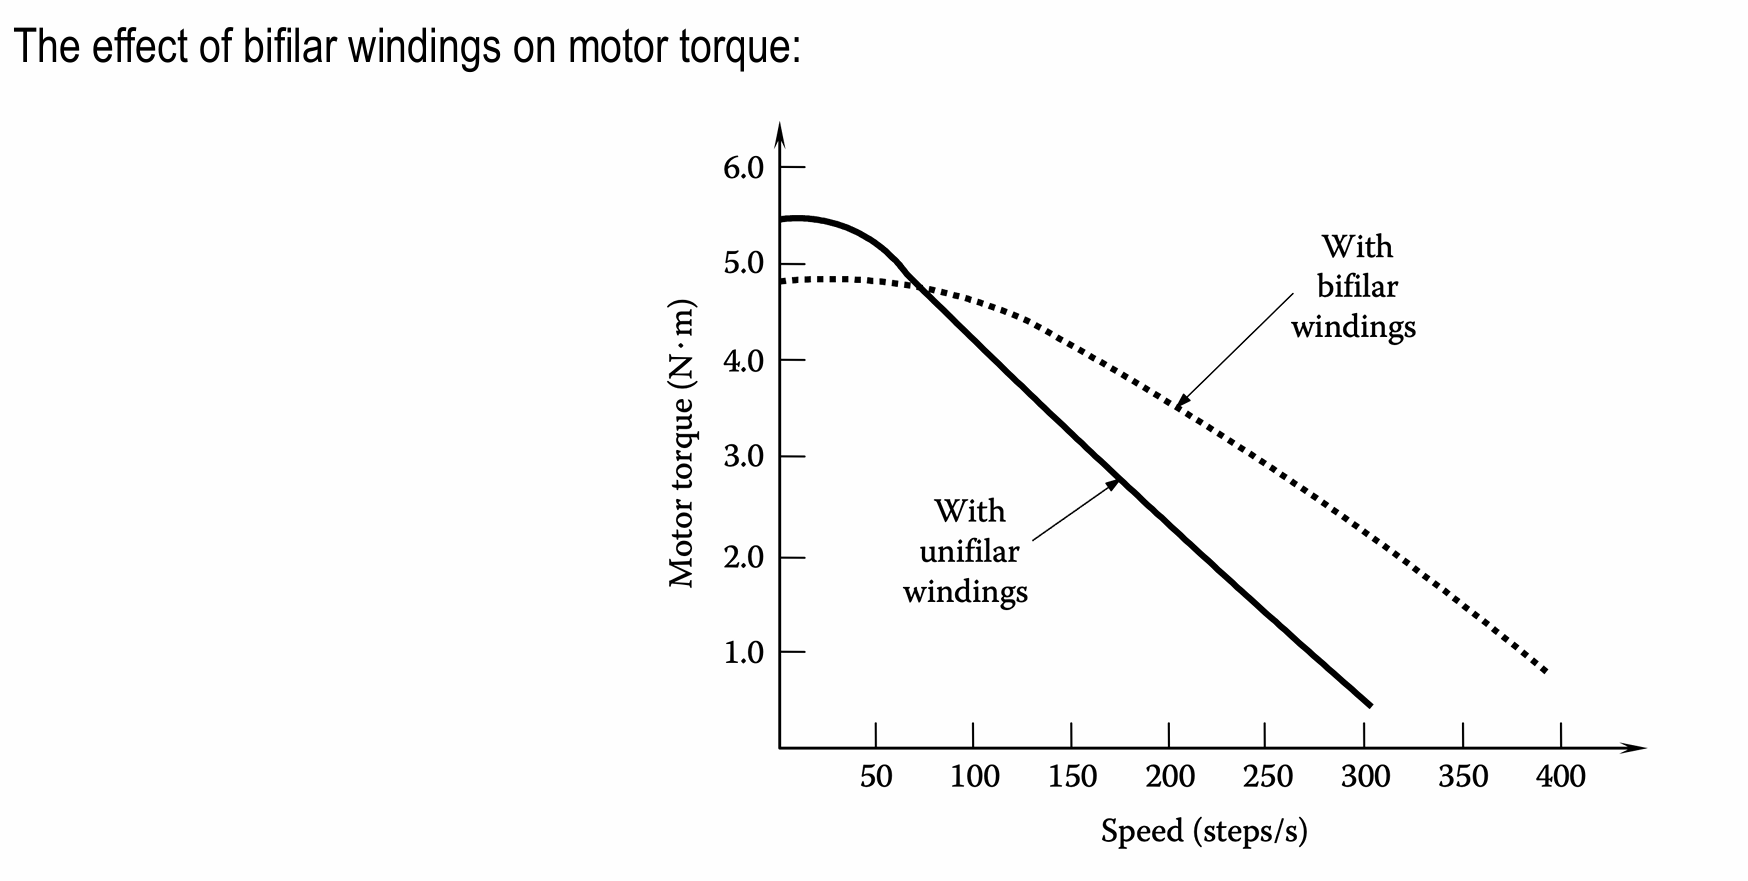 The effect of bifilar windings on motor torque:
6.0
5.0
4.0
3.0
2.0
1.0
Motor torque (N·m)
With
bifilar
windings
With
unifilar
windings
50 100 150 200 250 300 350 400
Speed (steps/s)